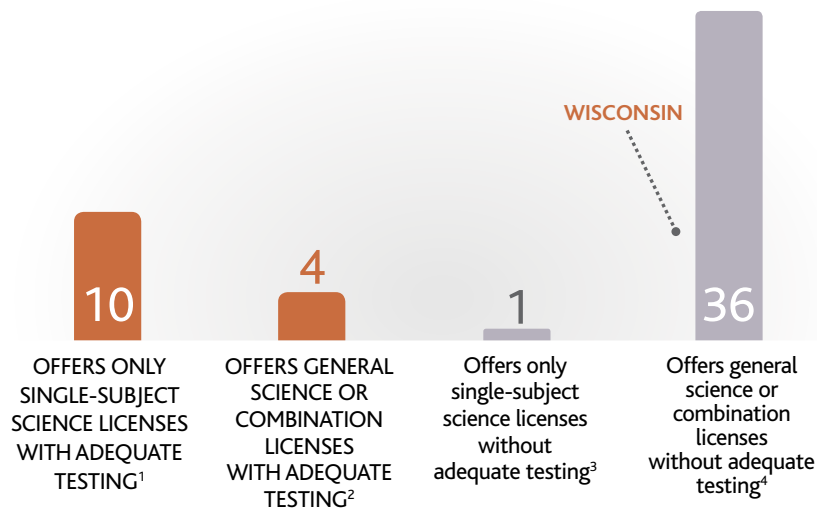 WISCONSIN
10
4
1
36
OFFERS ONLY
SINGLE-SUBJECT
SCIENCE LICENSES
WITH ADEQUATE
TESTING¹
OFFERS GENERAL
SCIENCE OR
COMBINATION
LICENSES
WITH ADEQUATE
TESTING²
Offers only
single-subject
science licenses
without
adequate testing³
Offers general
science or
combination
licenses
without adequate
testing⁴